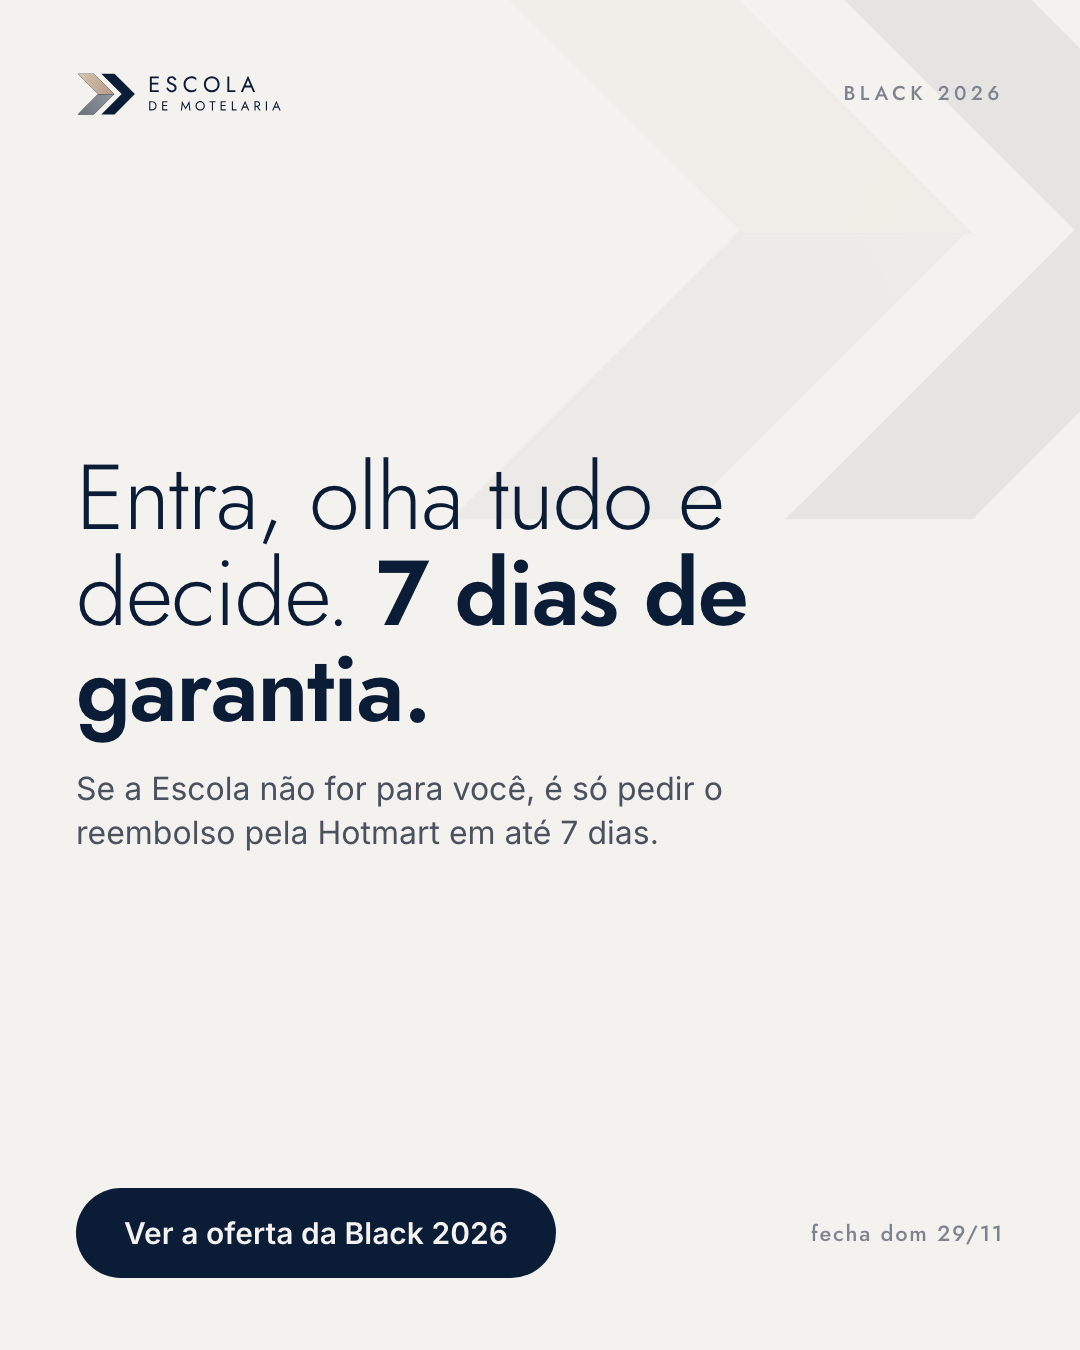 ESCOLA
DE MOTELARIA
BLACK 2026
Entra, olha tudo e
decide. 7 dias de
garantia.
Se a Escola não for para você, é só pedir o
reembolso pela Hotmart em até 7 dias.
Ver a oferta da Black 2026
fecha dom 29/11